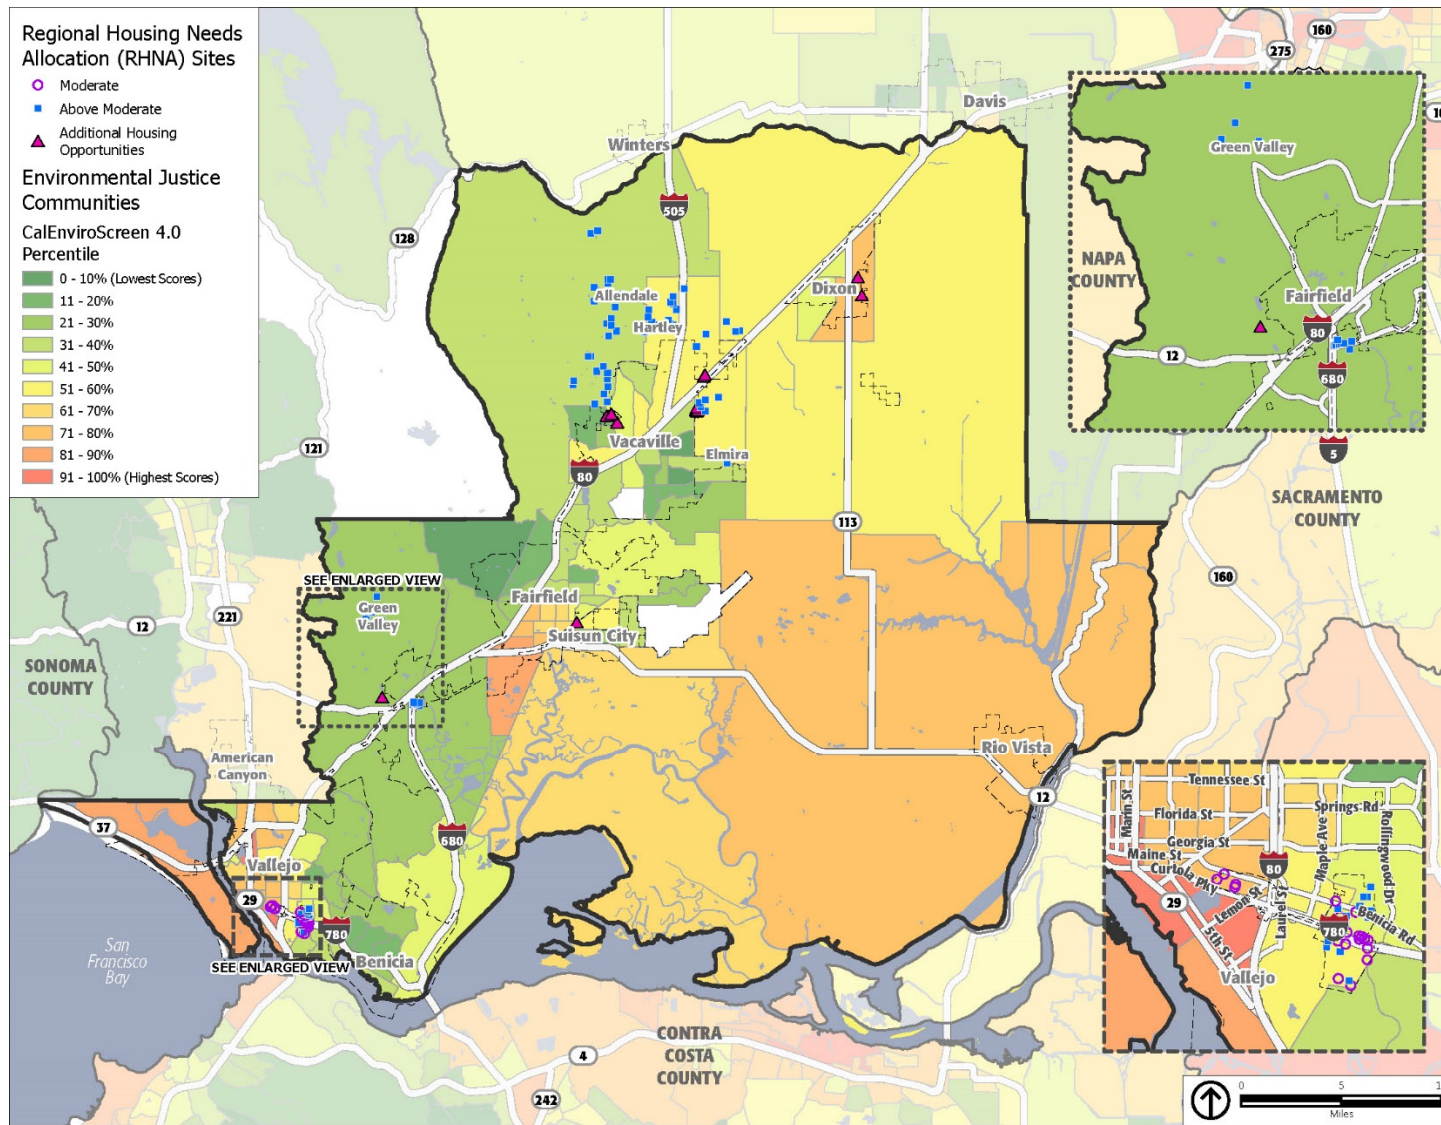 Regional Housing Needs
Allocation (RHNA) Sites
Moderate
Above Moderate
Additional Housing
Opportunities
Environmental Justice
Communities
CalEnviroScreen 4.0
Percentile
0 - 10% (Lowest Scores)
11 - 20%
21 - 30%
31 - 40%
41 - 50%
51 - 60%
61 - 70%
71 - 80%
81 - 90%
91 - 100% (Highest Scores)
160
275
Davis
Winters
505
128
Allendale
Hartley
Dixon
121
Vacaville
Elmira
80
113
5
SACRAMENTO
COUNTY
160
SEE ENLARGED VIEW
Green
Valley
Fairfield
Suisun City
221
12
SONOMA
COUNTY
American
Canyon
Rio Vista
12
37
680
Vallejo
29
780
San
Francisco
Bay
SEE ENLARGED VIEW
Benicia
CONTRA
COSTA
COUNTY
4
242
Green Valley
NAPA
COUNTY
Fairfield
80
12
680
Tennessee St
Marin St
Springs Rd
Florida St
Rollingwood Dr
Georgia St
Maple Ave
Maine St
80
Curtola Pky
Lemon St
29
Laurel St
Benicia Rd
5th St
780
Vallejo
0
5
Miles